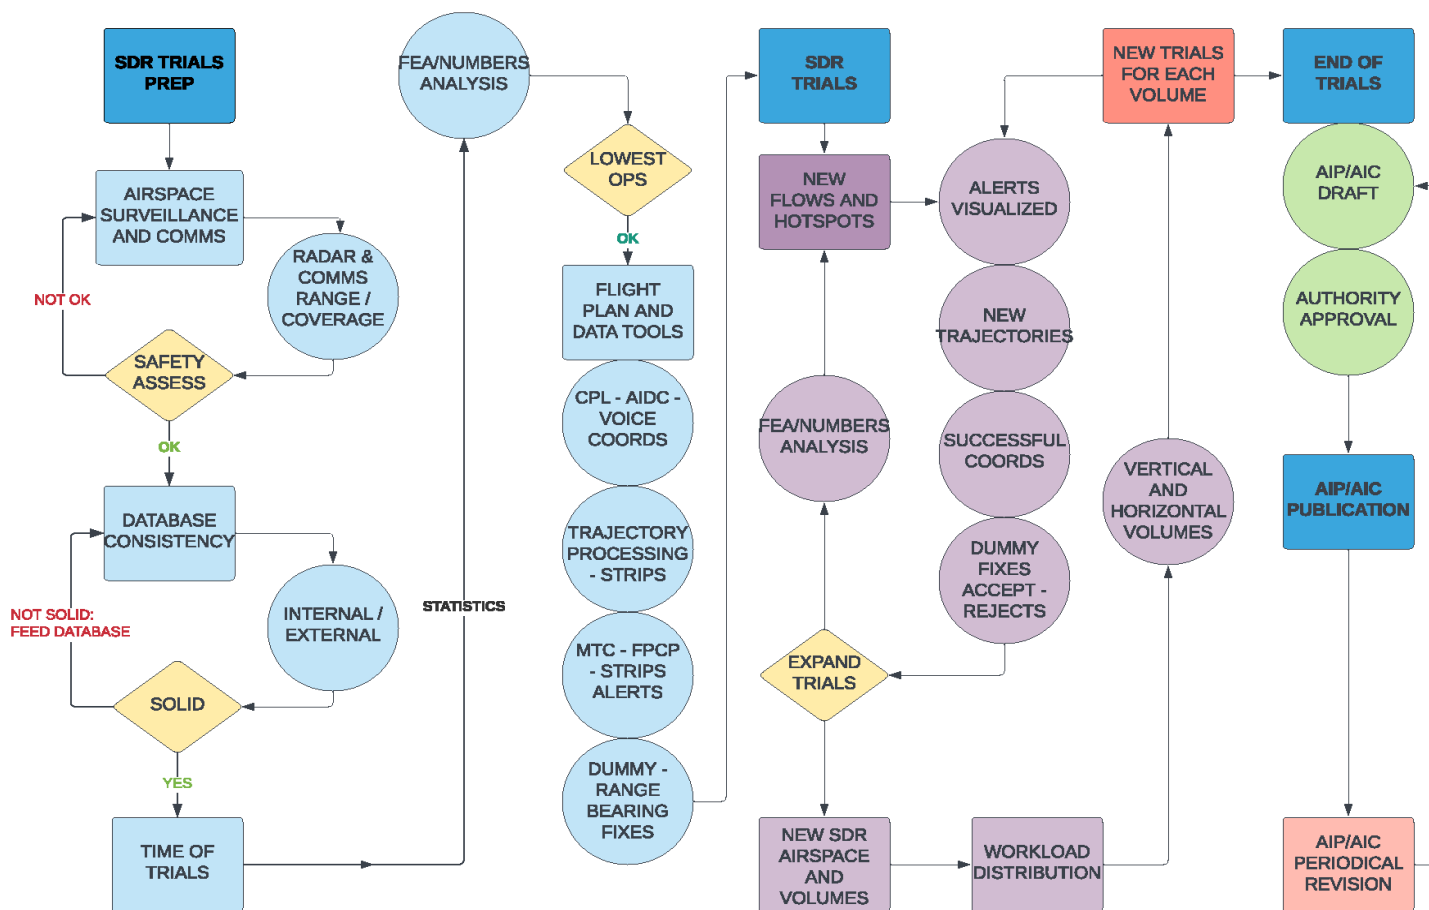 SDR TRIALS
PREP
AIRSPACE
SURVEILLANCE
AND COMMS
RADAR &
COMMS
RANGE /
COVERAGE
NOT OK
SAFETY
ASSESS
OK
DATABASE
CONSISTENCY
INTERNAL /
EXTERNAL
NOT SOLID:
FEED DATABASE
SOLID
YES
TIME OF
TRIALS
STATISTICS
FEA/NUMBERS
ANALYSIS
LOWEST
OPS
OK
FLIGHT
PLAN AND
DATA TOOLS
CPL - AIDC -
VOICE
COORDS
TRAJECTORY
PROCESSING
- STRIPS
MTC - FPCP
- STRIPS
ALERTS
DUMMY -
RANGE
BEARING
FIXES
SDR
TRIALS
NEW
FLOWS AND
HOTSPOTS
ALERTS
VISUALIZED
NEW
TRAJECTORIES
SUCCESSFUL
COORDS
DUMMY
FIXES
ACCEPT -
REJECTS
FEA/NUMBERS
ANALYSIS
EXPAND
TRIALS
NEW SDR
AIRSPACE
AND
VOLUMES
WORKLOAD
DISTRIBUTION
VERTICAL
AND
HORIZONTAL
VOLUMES
NEW TRIALS
FOR EACH
VOLUME
END OF
TRIALS
AIP/AIC
DRAFT
AUTHORITY
APPROVAL
AIP/AIC
PUBLICATION
AIP/AIC
PERIODICAL
REVISION